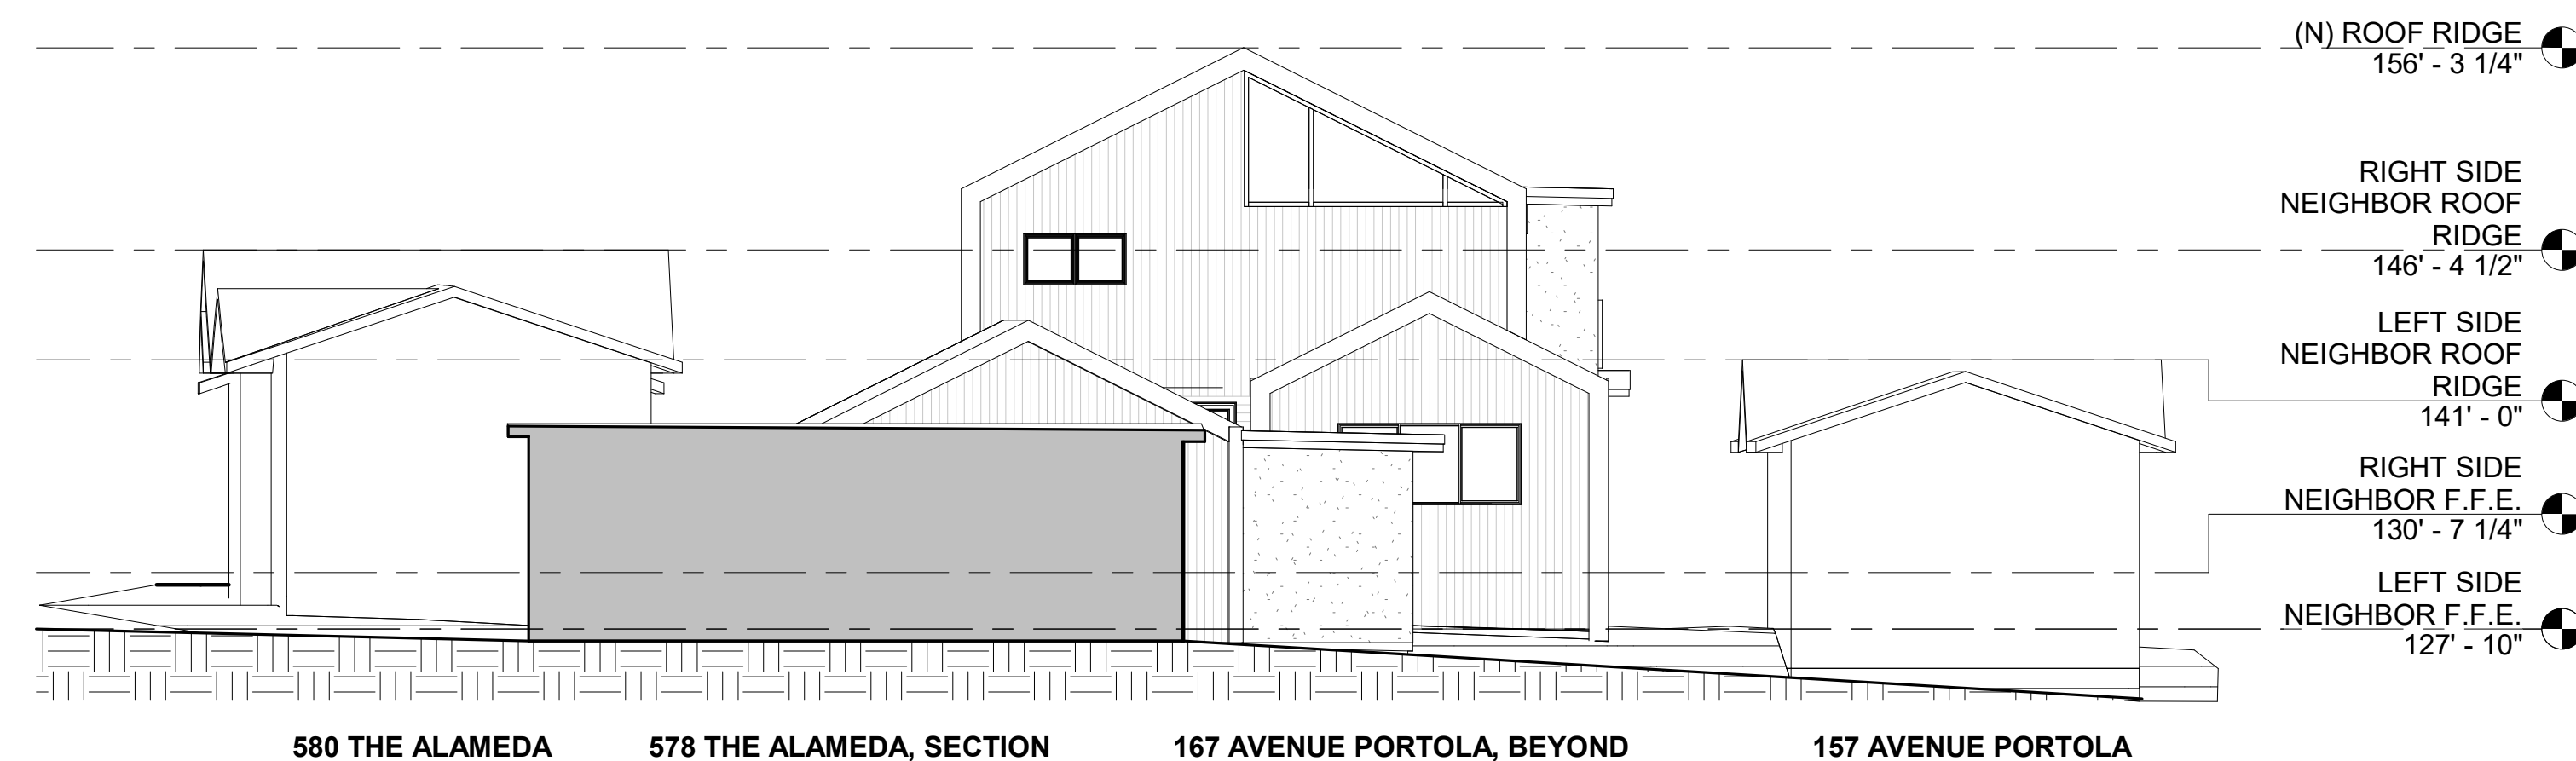 (N) ROOF RIDGE
156' - 3 1/4"
RIGHT SIDE
NEIGHBOR ROOF
RIDGE
146' - 4 1/2"
LEFT SIDE
NEIGHBOR ROOF
RIDGE
141' - 0"
RIGHT SIDE
NEIGHBOR F.F.E.
130' - 7 1/4"
LEFT SIDE
NEIGHBOR F.F.E.
127' - 10"
580 THE ALAMEDA
578 THE ALAMEDA, SECTION
167 AVENUE PORTOLA, BEYOND
157 AVENUE PORTOLA